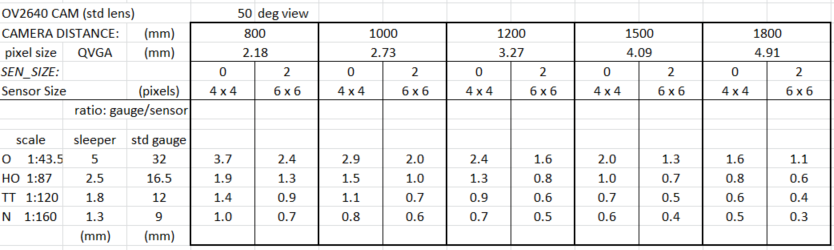 OV2640 CAM (std lens) 50 deg view
CAMERA DISTANCE: (mm) 800 1000 1200 1500 1800
pixel size QVGA (mm) 2.18 2.73 3.27 4.09 4.91
SEN_SIZE: 0 2 0 2 0 2 0 2 0 2
Sensor Size (pixels) 4 x 4 6 x 6 4 x 4 6 x 6 4 x 4 6 x 6 4 x 4 6 x 6 4 x 4 6 x 6
ratio: gauge/sensor
scale sleeper std gauge
O 1:43.5 5 32 3.7 2.4 2.9 2.0 2.4 1.6 2.0 1.3 1.6 1.1
HO 1:87 2.5 16.5 1.9 1.3 1.5 1.0 1.3 0.8 1.0 0.7 0.8 0.6
TT 1:120 1.8 12 1.4 0.9 1.1 0.7 0.9 0.6 0.7 0.5 0.6 0.4
N 1:160 1.3 9 1.0 0.7 0.8 0.6 0.7 0.5 0.6 0.4 0.5 0.3
(mm) (mm)